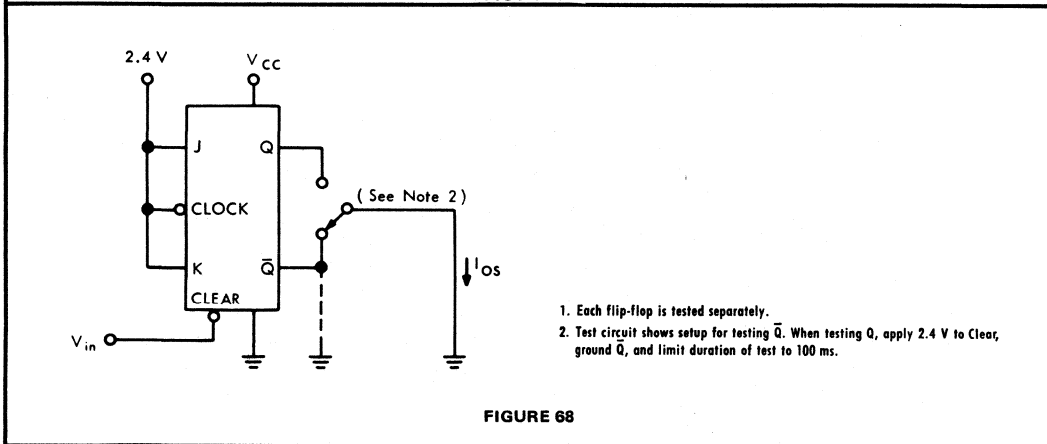 2.4 V
V CC
J
Q
(See Note 2)
CLOCK
K
Q̅
IOS
CLEAR
Vin
1. Each flip-flop is tested separately.
2. Test circuit shows setup for testing Q̅. When testing Q, apply 2.4 V to Clear,
ground Q̅, and limit duration of test to 100 ms.
FIGURE 68